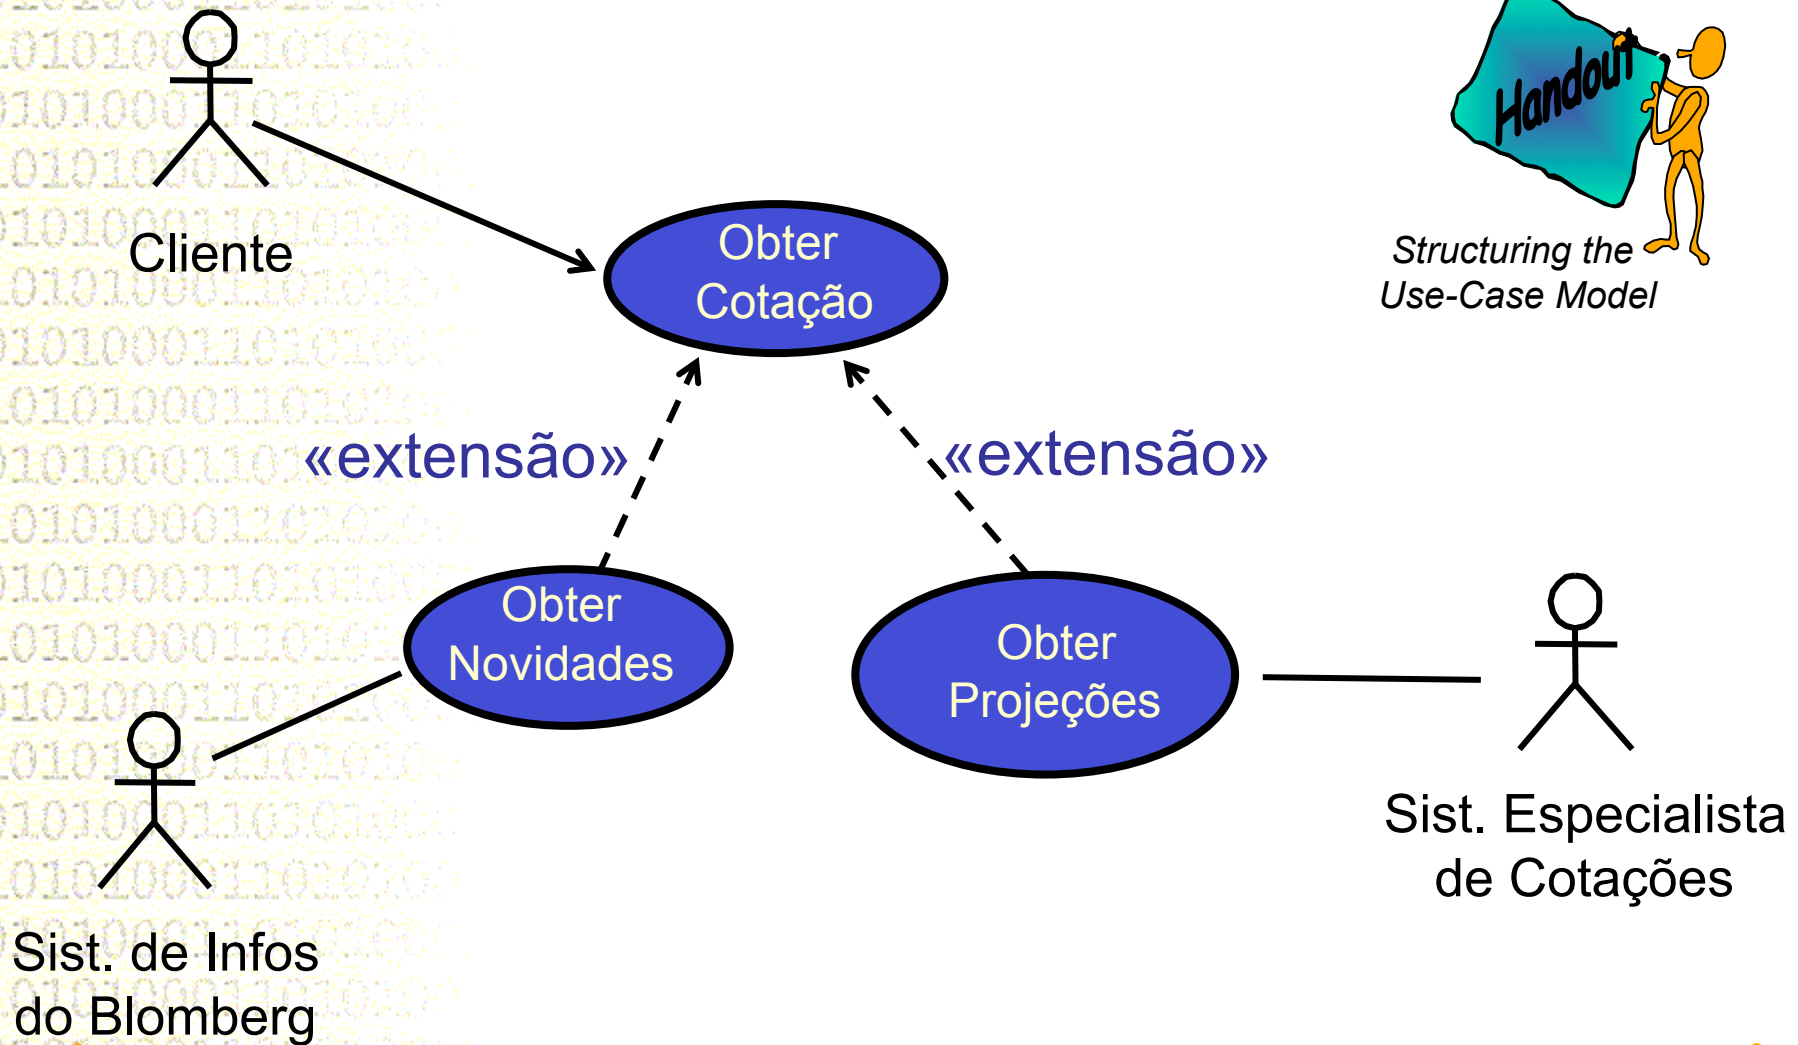 Handout
Structuring the
Use-Case Model
Cliente
Obter
Cotação
«extensão»
«extensão»
Obter
Novidades
Obter
Projeções
Sist. Especialista
de Cotações
Sist. de Infos
do Blomberg